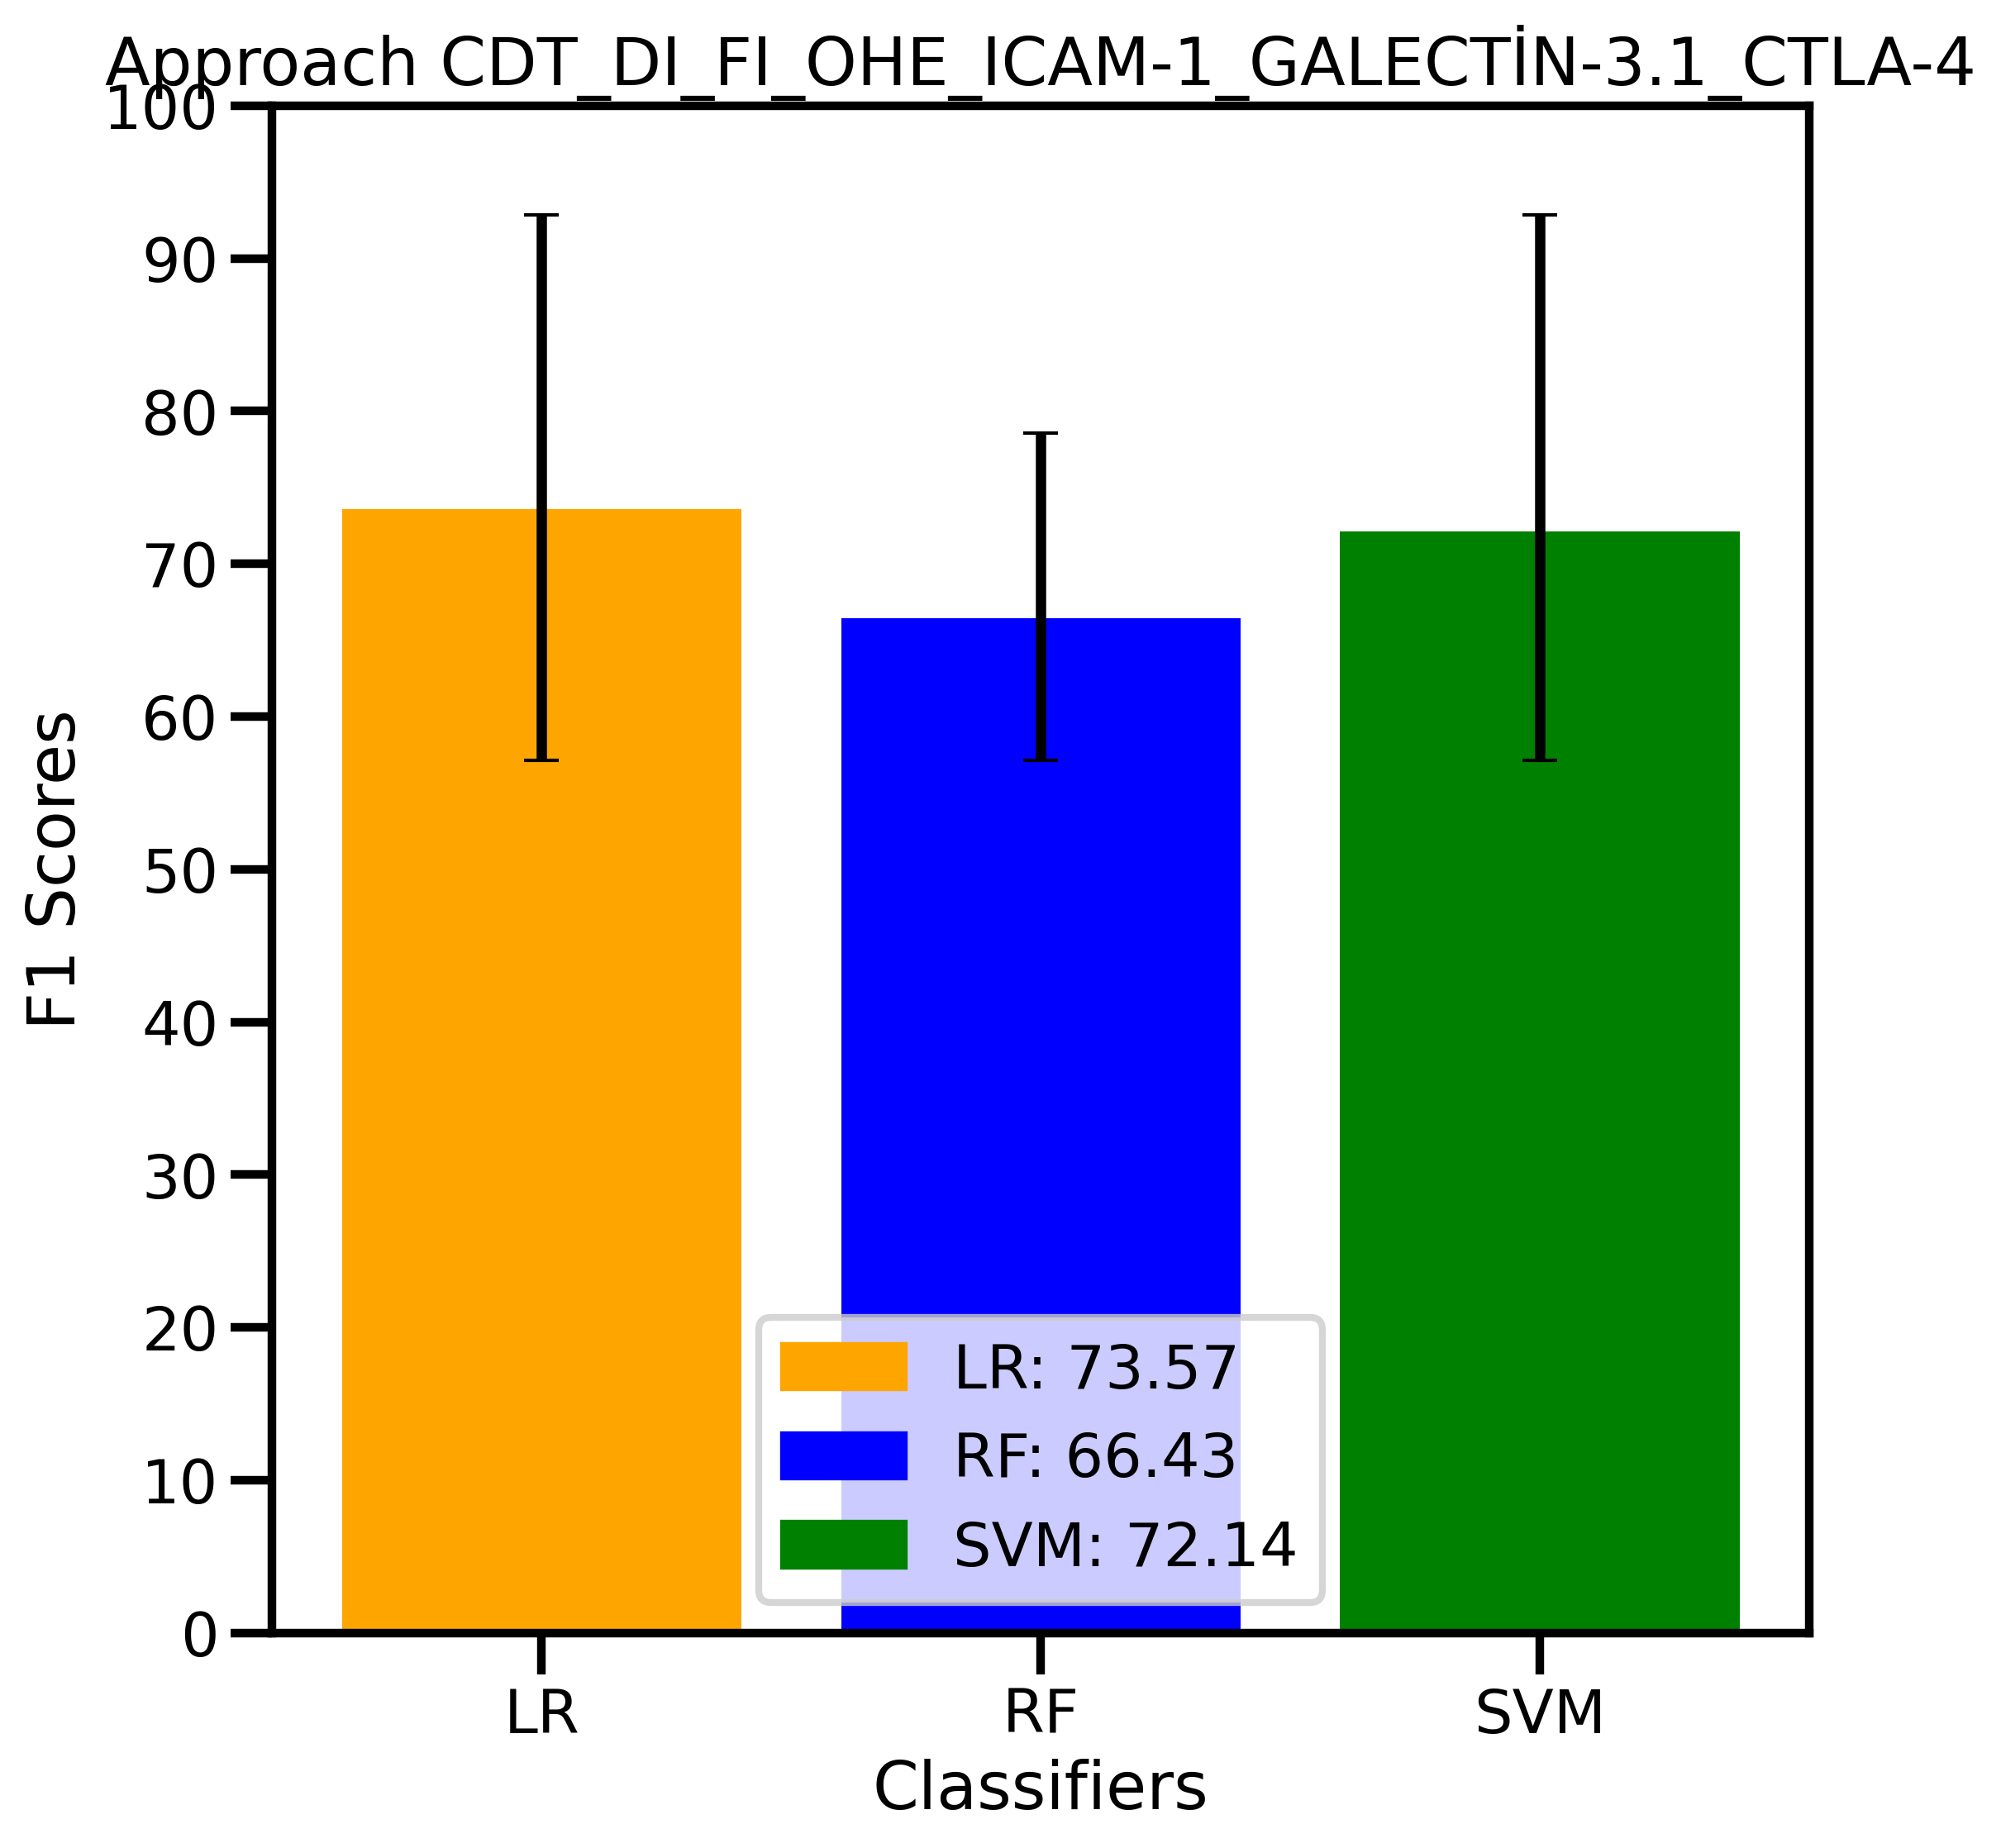 Approach CDT_DI_FI_OHE_ICAM-1_GALECTİN-3.1_CTLA-4
100
90
80
70
60
50
40
30
20
10
0
F1 Scores
LR: 73.57
RF: 66.43
SVM: 72.14
LR
RF
SVM
Classifiers